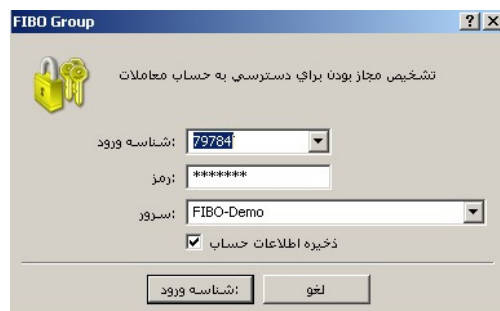 FIBO Group
تشخيص مجاز بودن براي دسترسي به حساب معاملات
شناسه ورود: 79784
رمز: *******
سرور: FIBO-Demo
ذخيره اطلاعات حساب
شناسه ورود: لغو